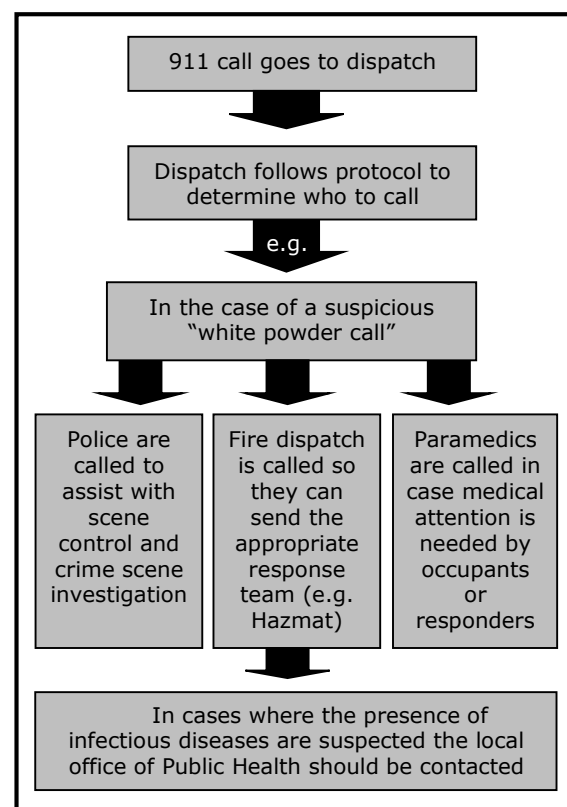 911 call goes to dispatch
Dispatch follows protocol to
determine who to call
e.g.
In the case of a suspicious
“white powder call”
Police are
called to
assist with
scene
control and
crime scene
investigation
Fire dispatch
is called so
they can
send the
appropriate
response
team (e.g.
Hazmat)
Paramedics
are called in
case medical
attention is
needed by
occupants
or
responders
In cases where the presence of
infectious diseases are suspected the local
office of Public Health should be contacted